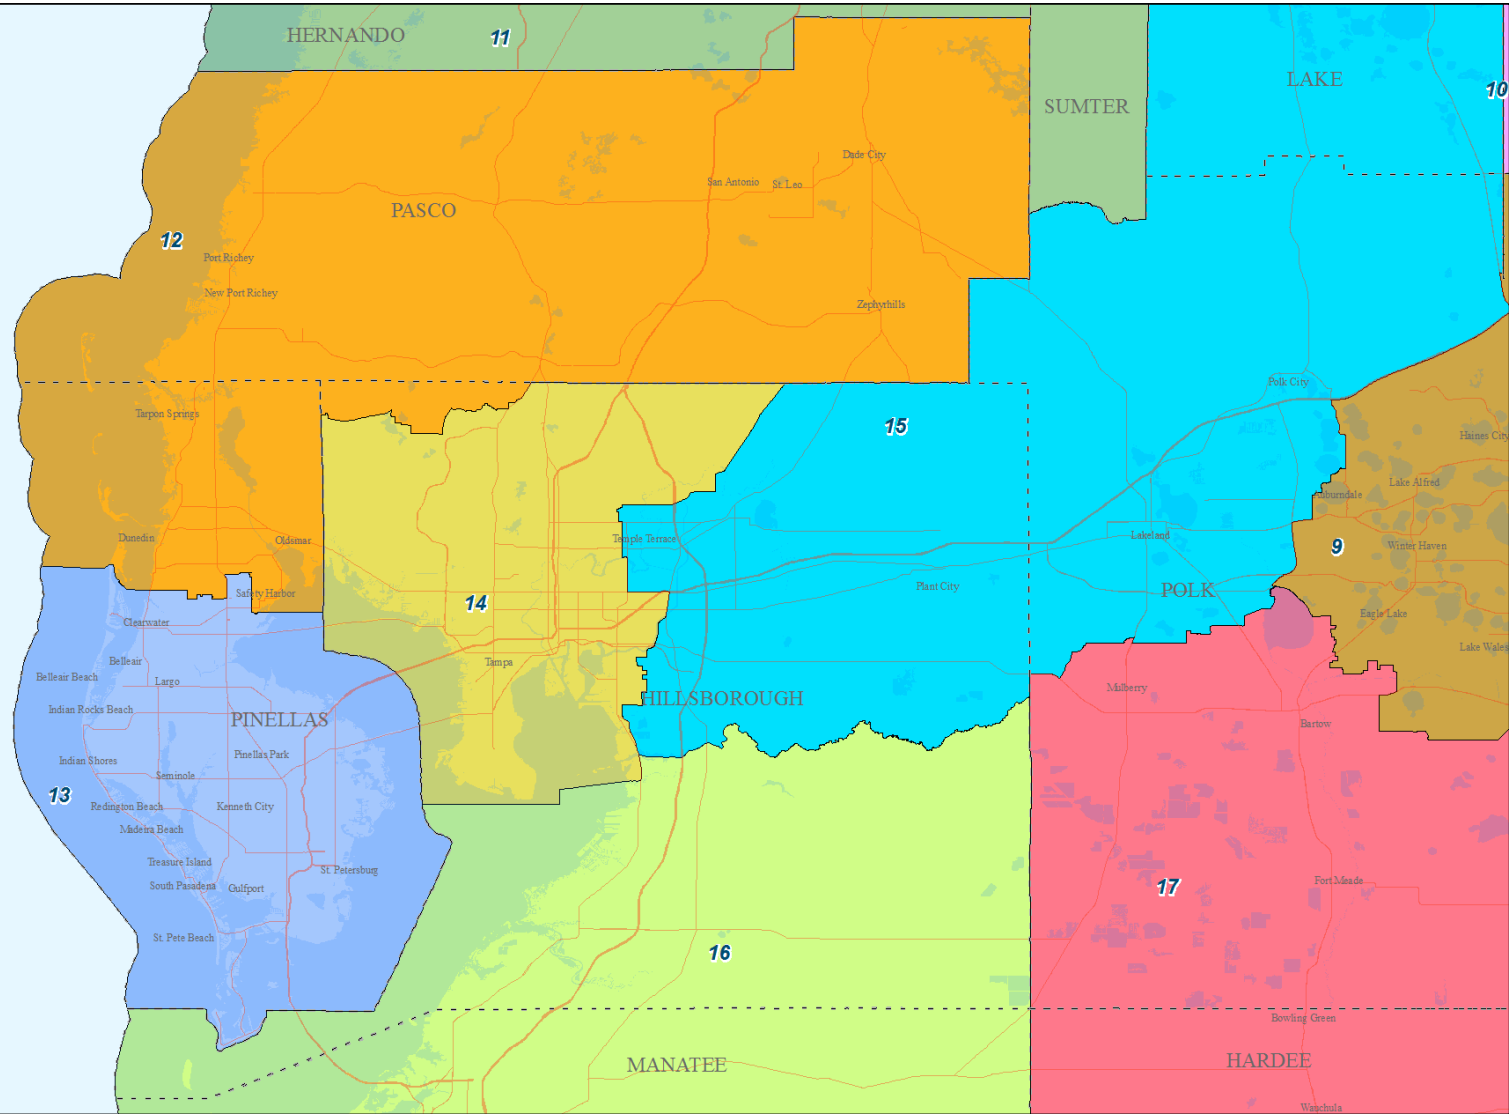 HERNANDO
11
LAKE
10
SUMTER
Dade City
San Antonio
St. Leo
PASCO
12
Port Richey
New Port Richey
Zephyrhills
Polk City
Tarpon Springs
15
Haines City
Lake Alfred
Auburndale
Dunedin
Oldsmar
Temple Terrace
Lakeland
Winter Haven
9
Plant City
POLK
Safety Harbor
14
Eagle Lake
Clearwater
Lake Wales
Belleair
Tampa
Belleair Beach
Largo
Mulberry
HILLSBOROUGH
Indian Rocks Beach
PINELLAS
Bartow
Pinellas Park
Indian Shores
Seminole
13
Redington Beach
Kenneth City
Madeira Beach
Treasure Island
St. Petersburg
South Pasadena
Gulfport
17
Fort Meade
St. Pete Beach
16
Bowling Green
MANATEE
HARDEE
Wauchula